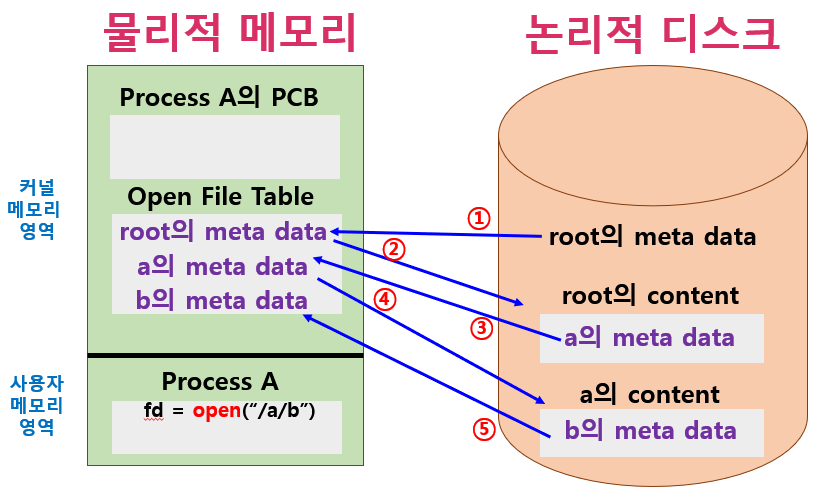 물리적 메모리
논리적 디스크
Process A의 PCB
커널
메모리
영역
Open File Table
root의 meta data
a의 meta data
b의 meta data
①
②
③
④
⑤
root의 meta data
root의 content
a의 meta data
a의 content
b의 meta data
사용자
메모리
영역
Process A
fd = open(“/a/b”)